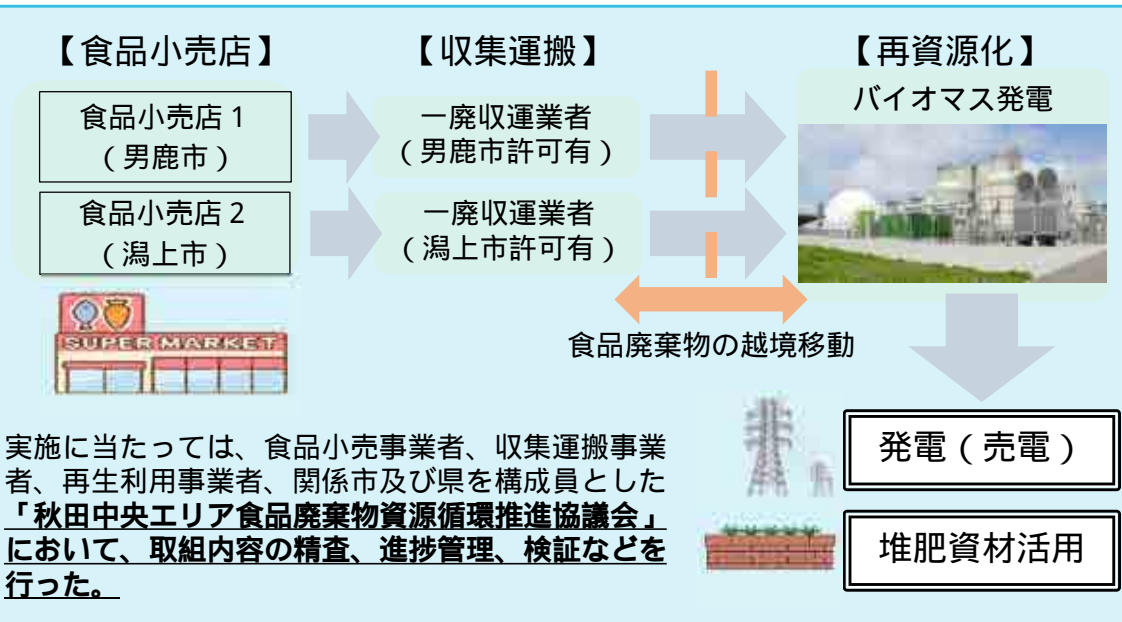 【食品小売店】
【収集運搬】
【再資源化】
食品小売店1
(男鹿市)
一廃収運業者
(男鹿市許可有)
バイオマス発電
食品小売店2
(潟上市)
一廃収運業者
(潟上市許可有)
SUPER MARKET
食品廃棄物の越境移動
発電(売電)
堆肥資材活用
実施に当たっては、食品小売事業者、収集運搬事業
者、再生利用事業者、関係市及び県を構成員とした
「秋田中央エリア食品廃棄物資源循環推進協議会」
において、取組内容の精査、進捗管理、検証などを
行った。